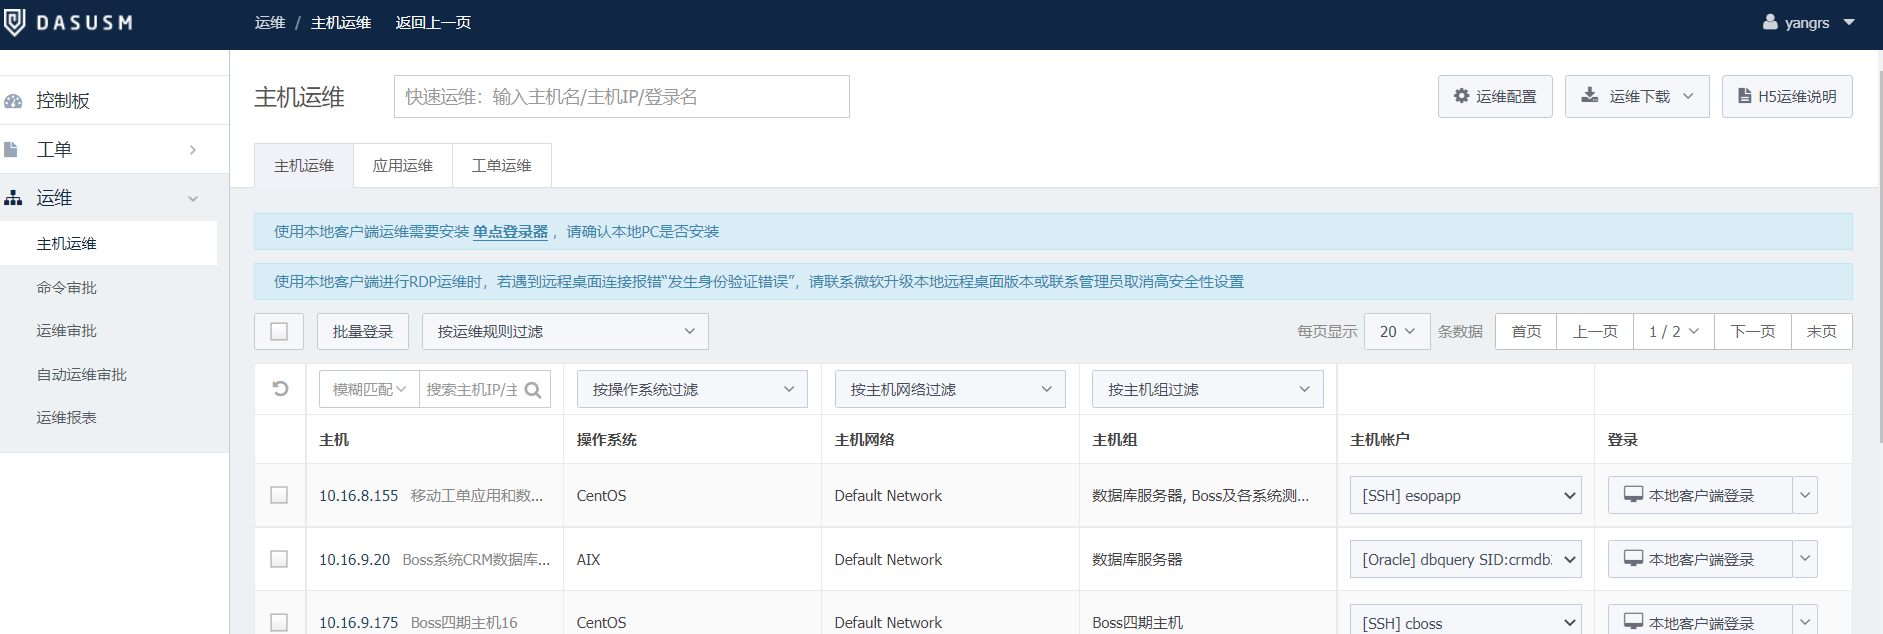 DASUSM
运维 / 主机运维 返回上一页
yangrs
控制板
工单
运维
主机运维
命令审批
运维审批
自动运维审批
运维报表
主机运维
快速运维：输入主机名/主机IP/登录名
运维配置
运维下载
H5运维说明
主机运维 应用运维 工单运维
使用本地客户端运维需要安装 单点登录器 ，请确认本地PC是否安装
使用本地客户端进行RDP运维时，若遇到远程桌面连接报错“发生身份验证错误”，请联系微软升级本地远程桌面版本或联系管理员取消高安全性设置
批量登录 按运维规则过滤 每页显示 20 条数据 首页 上一页 1 / 2 下一页 末页
模糊匹配 搜索主机IP/主 按操作系统过滤 按主机网络过滤 按主机组过滤
主机 操作系统 主机网络 主机组 主机帐户 登录
10.16.8.155 移动工单应用和数... CentOS Default Network 数据库服务器, Boss及各系统测... [SSH] esopapp 本地客户端登录
10.16.9.20 Boss系统CRM数据库... AIX Default Network 数据库服务器 [Oracle] dbquery SID:crmdb 本地客户端登录
10.16.9.175 Boss四期主机16 CentOS Default Network Boss四期主机 [SSH] cboss 本地客户端登录